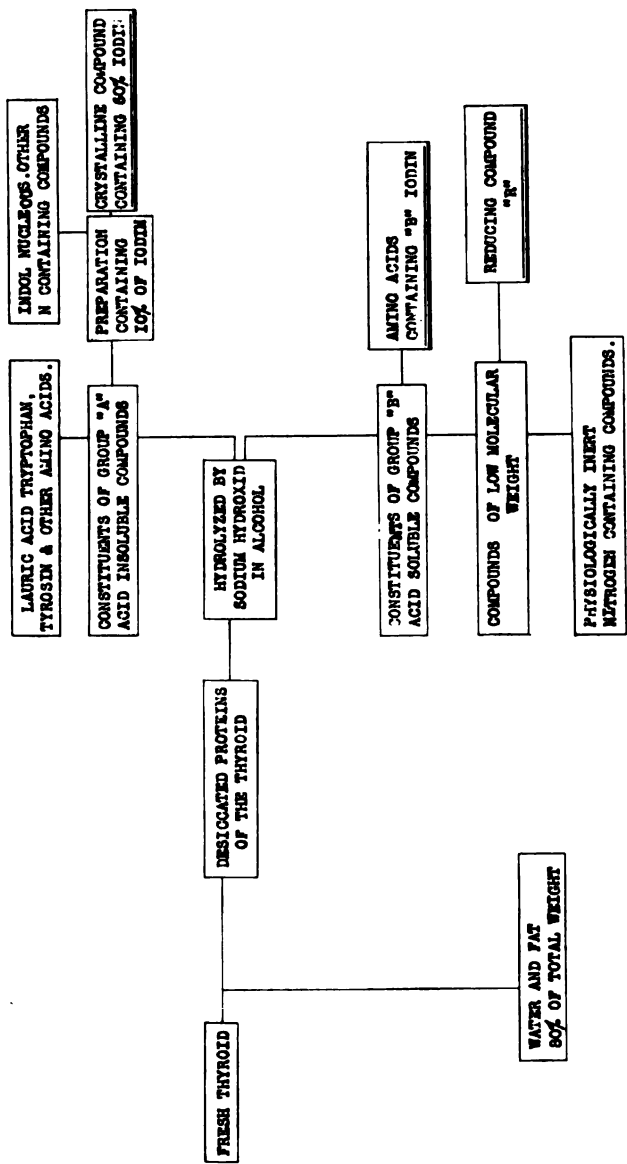 LAURIC ACID TRYPTOPHAN,
TYROSIN & OTHER AMINO ACIDS.
INDOL NUCLEOUS.OTHER
N CONTAINING COMPOUNDS
CONSTITUENTS OF GROUP "A"
ACID INSOLUBLE COMPOUNDS
PREPARATION
CONTAINING
10% OF IODIN
CRYSTALLINE COMPOUND
CONTAINING 60% IODIN
FRESH THYROID
DESICCATED PROTEINS
OF THE THYROID
HYDROLYZED BY
SODIUM HYDROXID
IN ALCOHOL
CONSTITUENTS OF GROUP "B"
ACID SOLUBLE COMPOUNDS
AMINO ACIDS
CONTAINING "B" IODIN
COMPOUNDS OF LOW MOLECULAR
WEIGHT
REDUCING COMPOUND
"R"
WATER AND FAT
80% OF TOTAL WEIGHT
PHYSIOLOGICALLY INERT
NITROGEN CONTAINING COMPOUNDS.